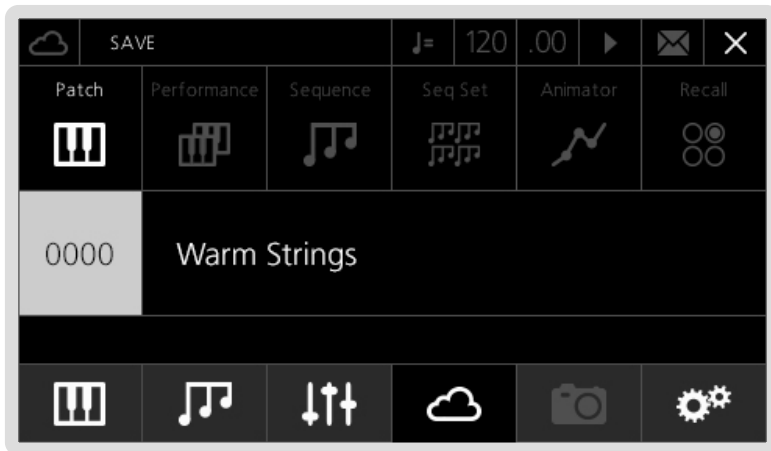 SAVE ♩= 120 .00
Patch Performance Sequence Seq Set Animator Recall
0000 Warm Strings